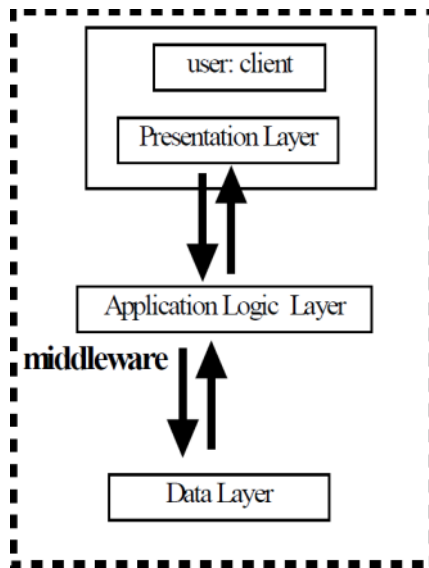 user: client
Presentation Layer
Application Logic Layer
middleware
Data Layer